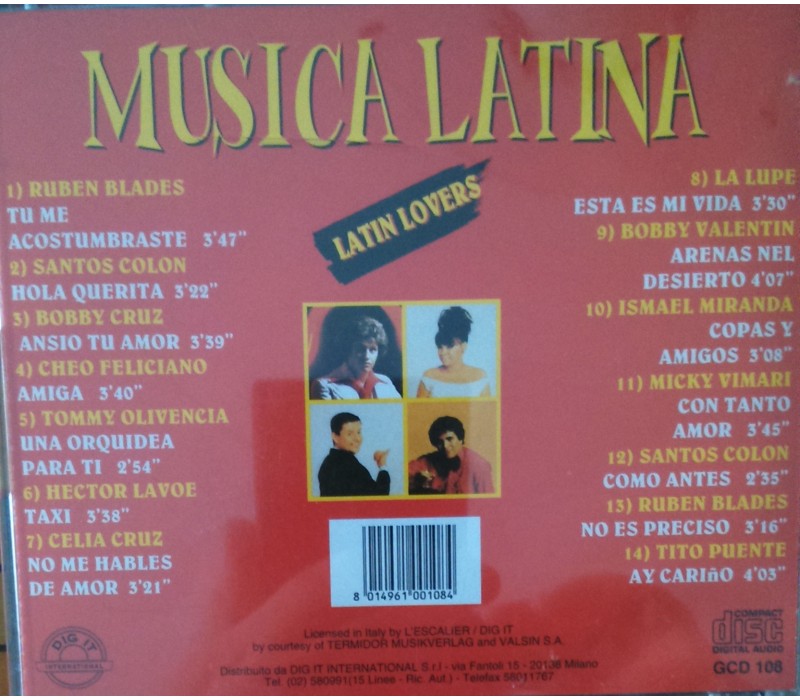 MUSICA LATINA
LATIN LOVERS
1) RUBEN BLADES
TU ME
ACOSTUMBRASTE 3'47"
2) SANTOS COLON
HOLA QUERITA 3'22"
3) BOBBY CRUZ
ANSIO TU AMOR 3'39"
4) CHEO FELICIANO
AMIGA 3'40"
5) TOMMY OLIVENCIA
UNA ORQUIDEA
PARA TI 2'54"
6) HECTOR LAVOE
TAXI 3'38"
7) CELIA CRUZ
NO ME HABLES
DE AMOR 3'21"
8) LA LUPE
ESTA ES MI VIDA 3'30"
9) BOBBY VALENTIN
ARENAS NEL
DESIERTO 4'07"
10) ISMAEL MIRANDA
COPAS Y
AMIGOS 3'08"
11) MICKY VIMARI
CON TANTO
AMOR 3'45"
12) SANTOS COLON
COMO ANTES 2'35"
13) RUBEN BLADES
NO ES PRECISO 3'16"
14) TITO PUENTE
AY CARIñO 4'03"
8 014961 001084
DIG IT
INTERNATIONAL
Licensed in Italy by L'ESCALIER / DIG IT
by courtesy of TERMIDOR MUSIKVERLAG and VALSIN S.A.
Distribuito da DIG IT INTERNATIONAL S.r.l - via Fantoli 15 - 20138 Milano
Tel. (02) 580991(15 Linee - Ric. Aut.) - Telefax 58011767
COMPACT
disc
DIGITAL AUDIO
GCD 108